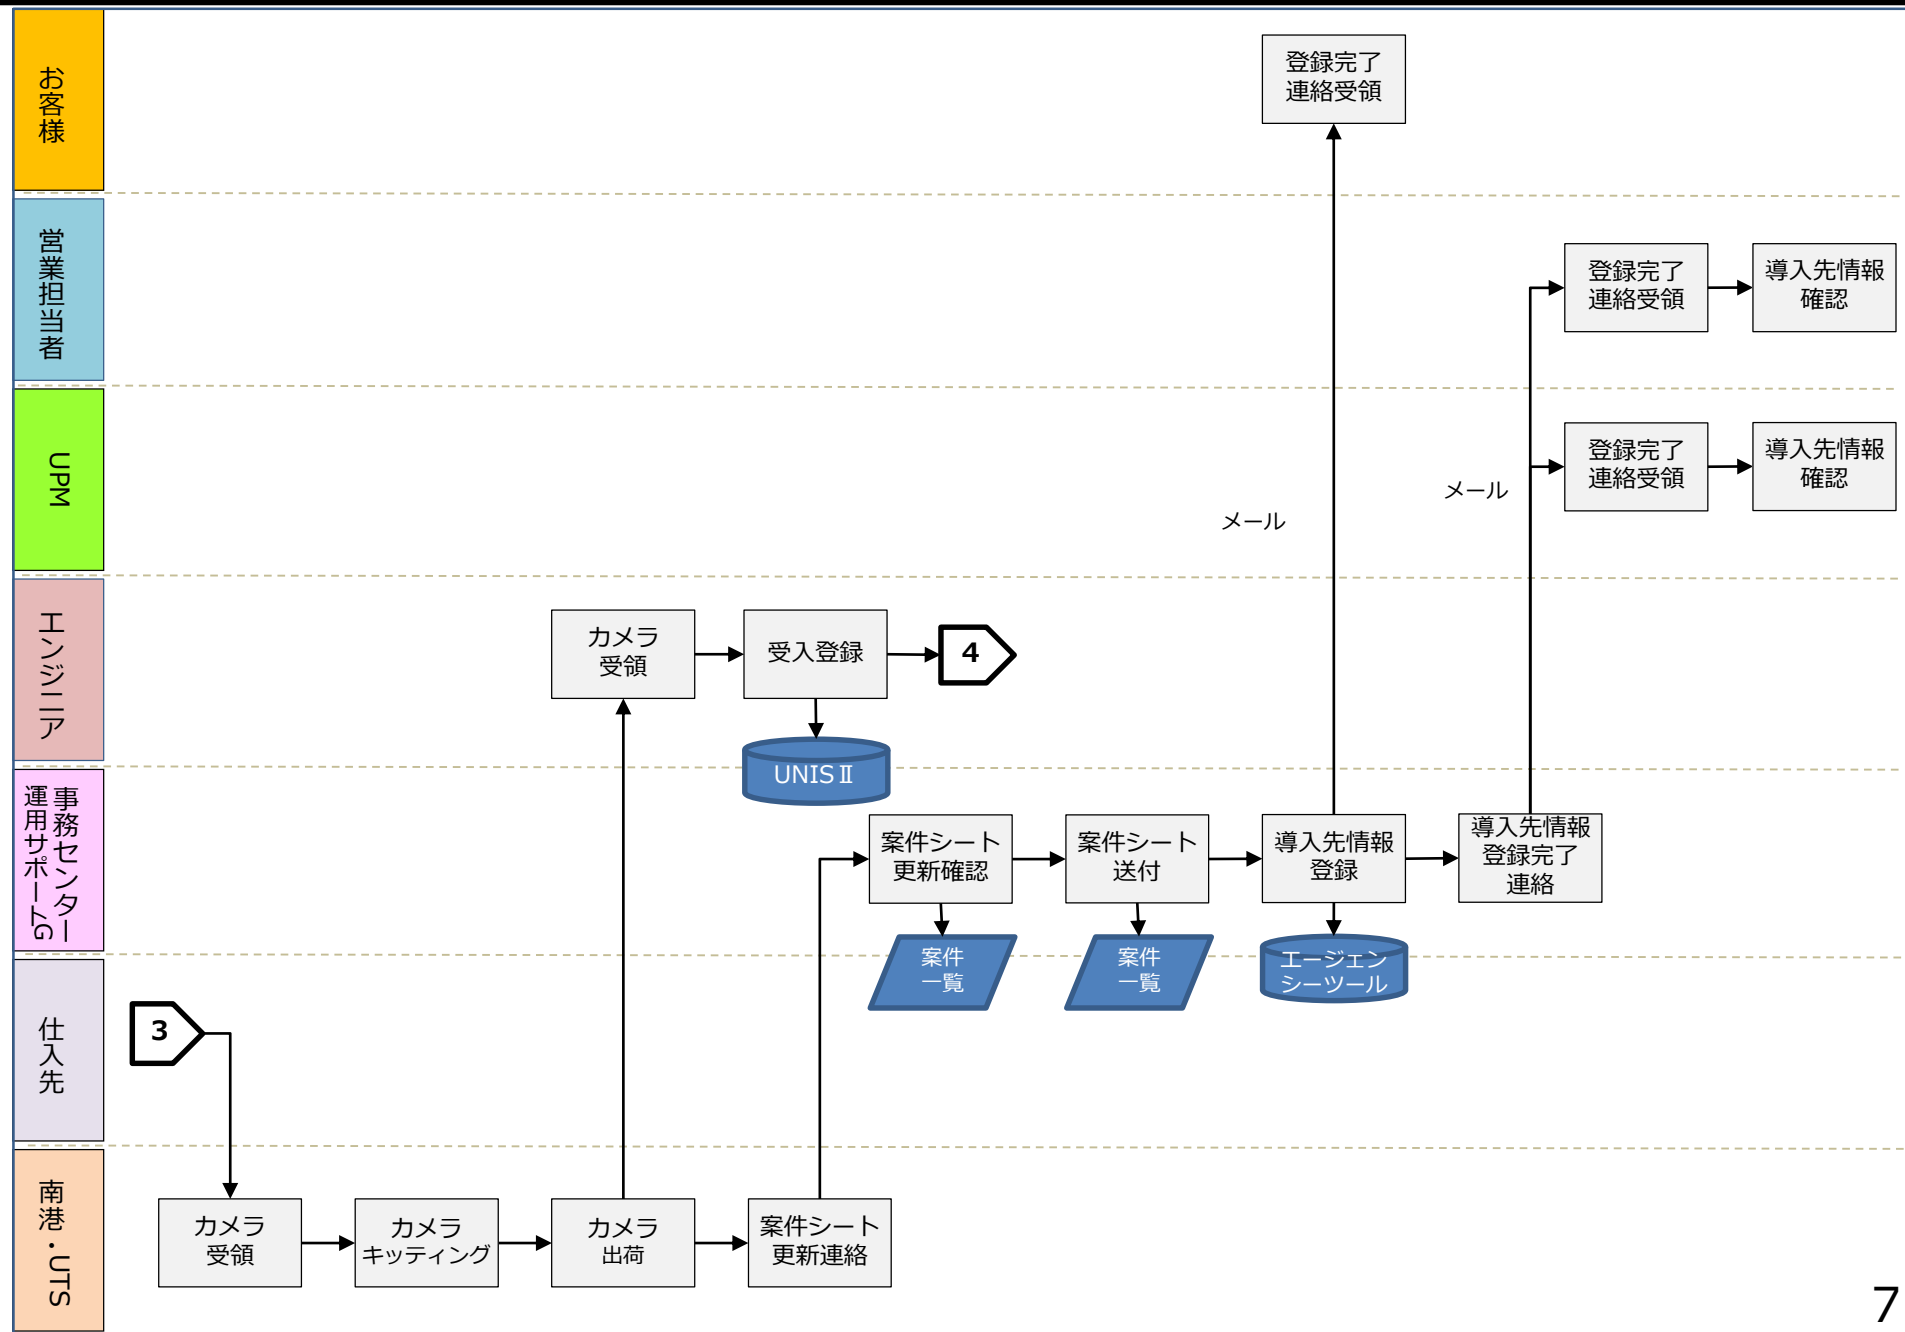 お客様
登録完了
連絡受領
営業担当者
登録完了
連絡受領
導入先情報
確認
UPM
登録完了
連絡受領
導入先情報
確認
メール
メール
エンジニア
カメラ
受領
受入登録
4
UNISⅡ
事務センター
運用サポートG
案件シート
更新確認
案件シート
送付
導入先情報
登録
導入先情報
登録完了
連絡
案件
一覧
案件
一覧
エージェン
シーツール
仕入先
3
南港・UTS
カメラ
受領
カメラ
キッティング
カメラ
出荷
案件シート
更新連絡
7